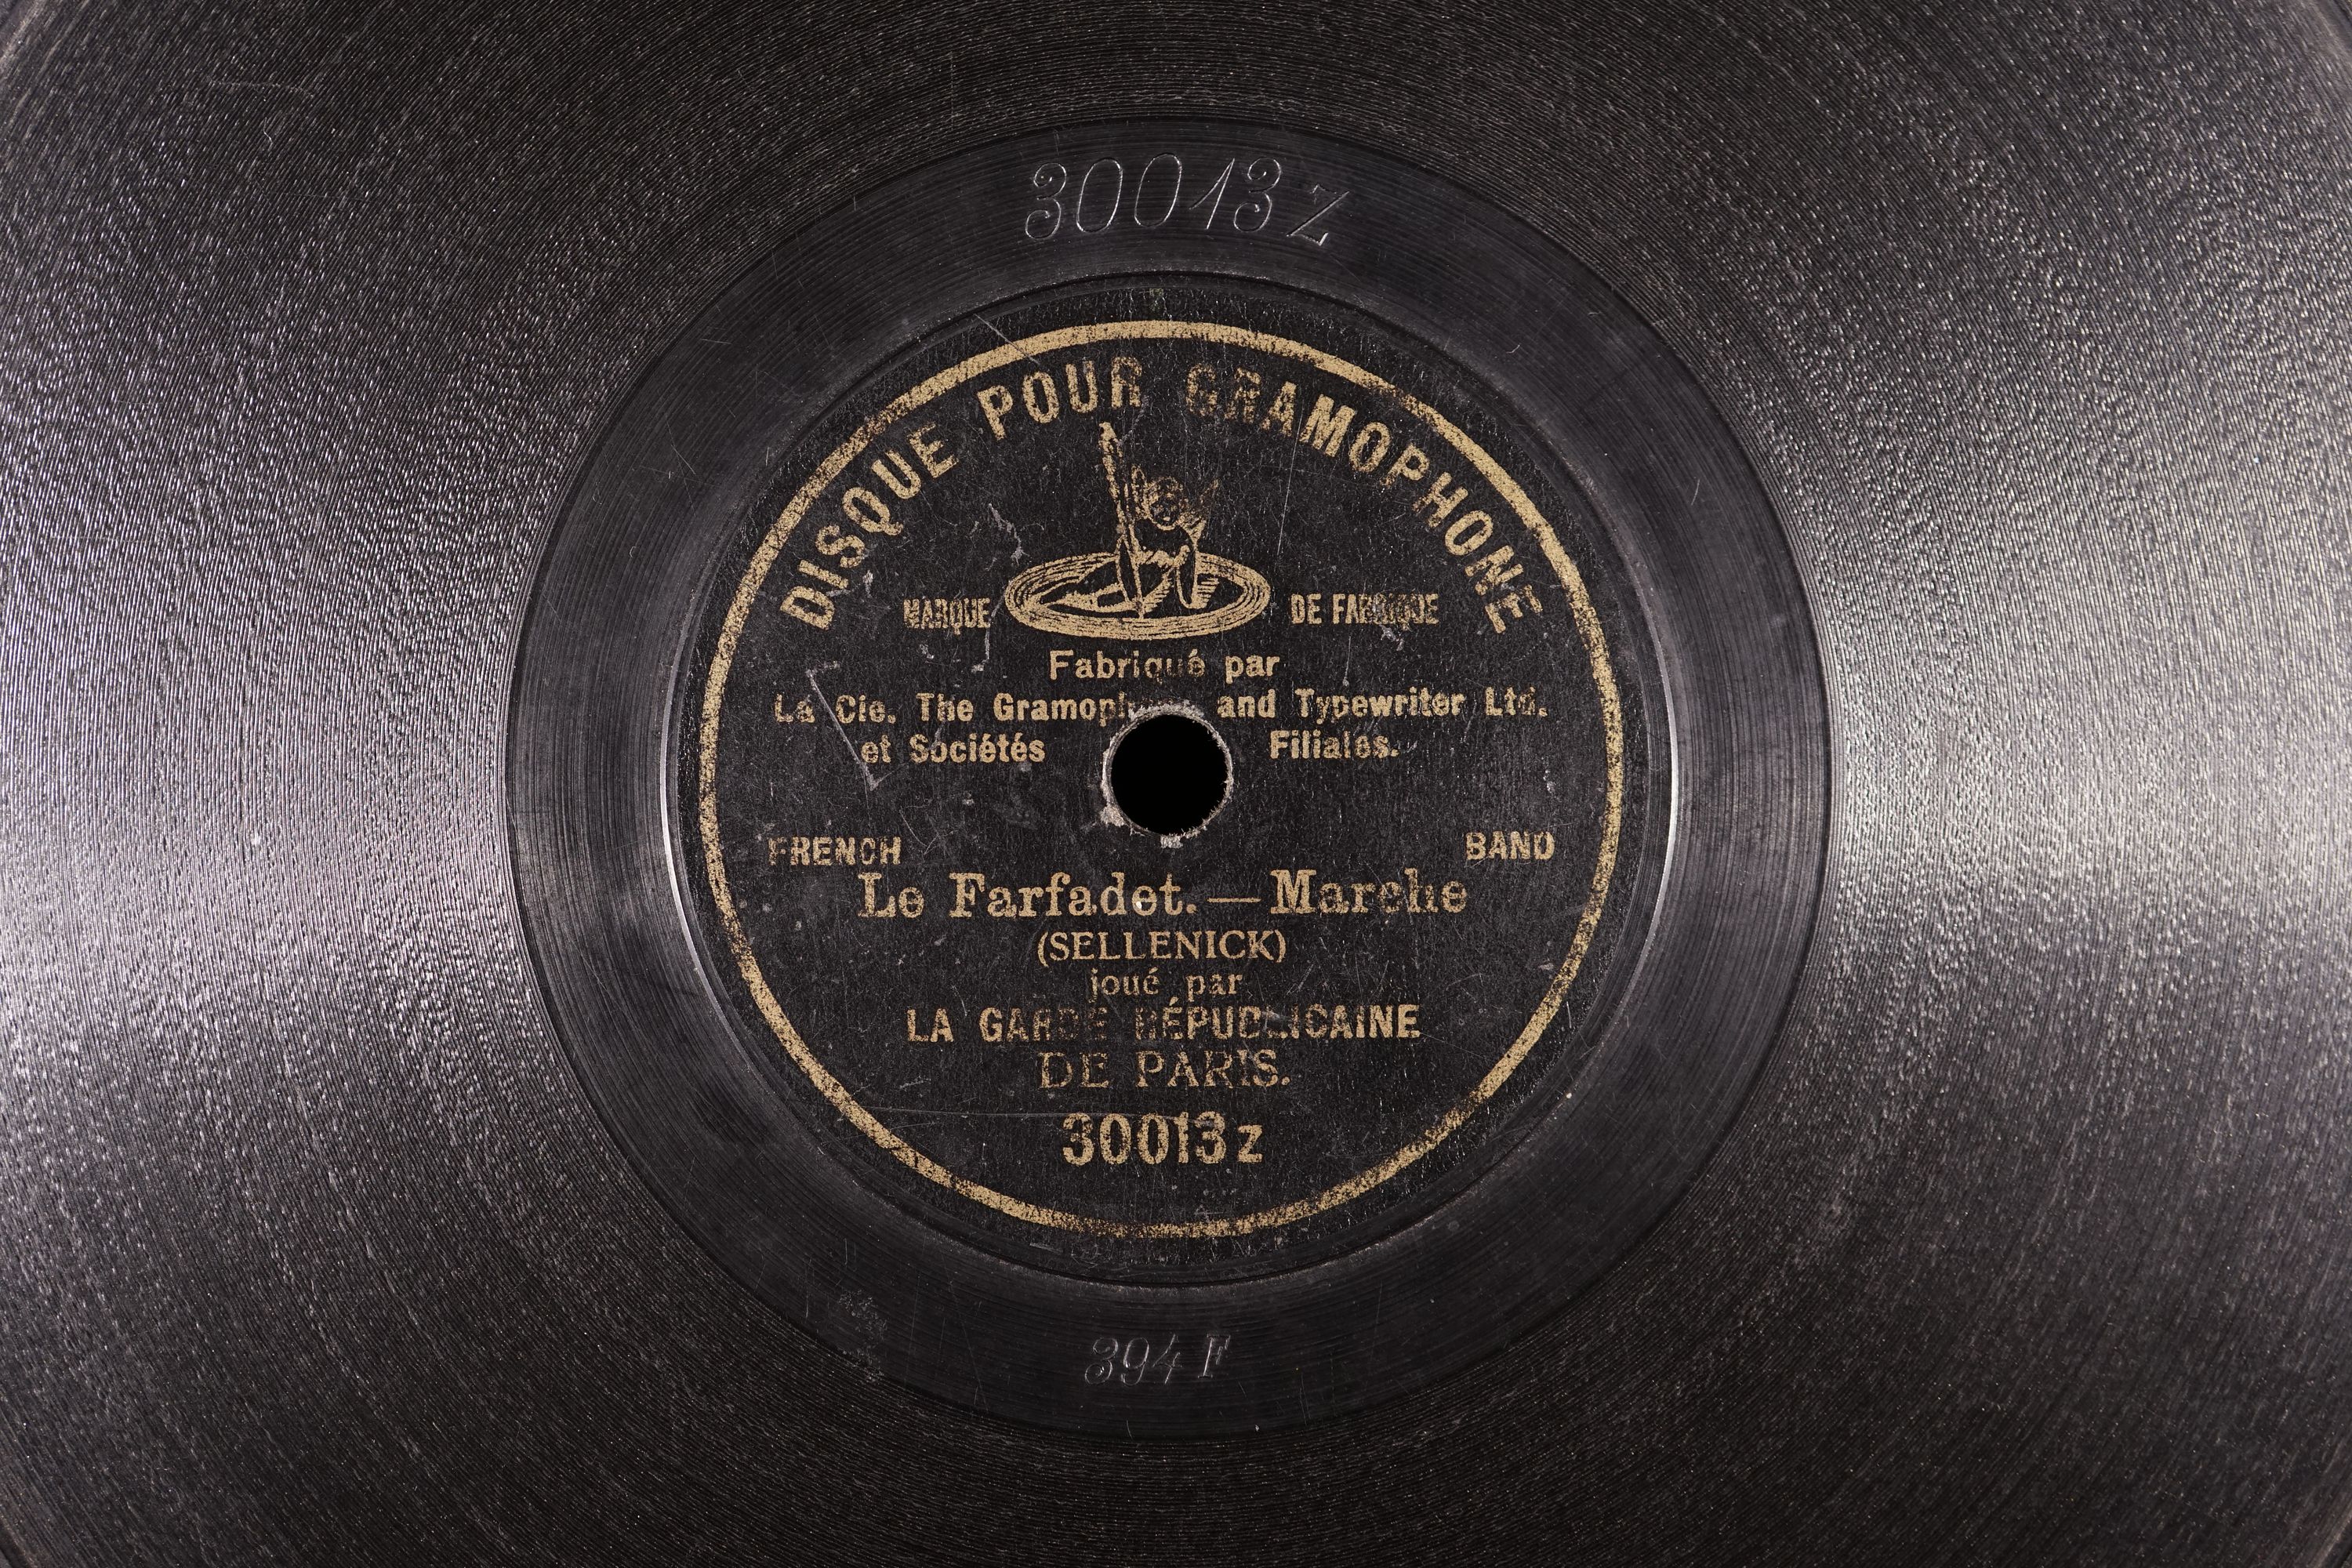 30013 z
DISQUE POUR GRAMOPHONE
MARQUE DE FABRIQUE
Fabriqué par
La Cie. The and Typewriter Ltd.
et Sociétés Filiales.
FRENCH BAND
Le Farfadet. — Marche
(SELLENICK)
joué par
LA GARDE RÉPUBLICAINE
DE PARIS.
30013 z
394 F